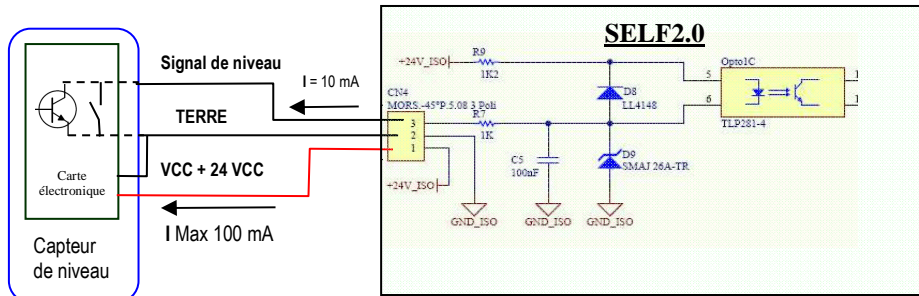 SELF2.0
Signal de niveau
I = 10 mA
TERRE
VCC + 24 VCC
Carte
électronique
I Max 100 mA
Capteur
de niveau
+24V_ISO
R9
1K2
Opto1C
5
6
1
1
TLP281-4
D8
LL4148
CN4
MORS.-45°P.5.08 3 Poli
R7
1K
3
2
1
C5
100nF
D9
SMAJ 26A-TR
+24V_ISO
GND_ISO
GND_ISO
GND_ISO